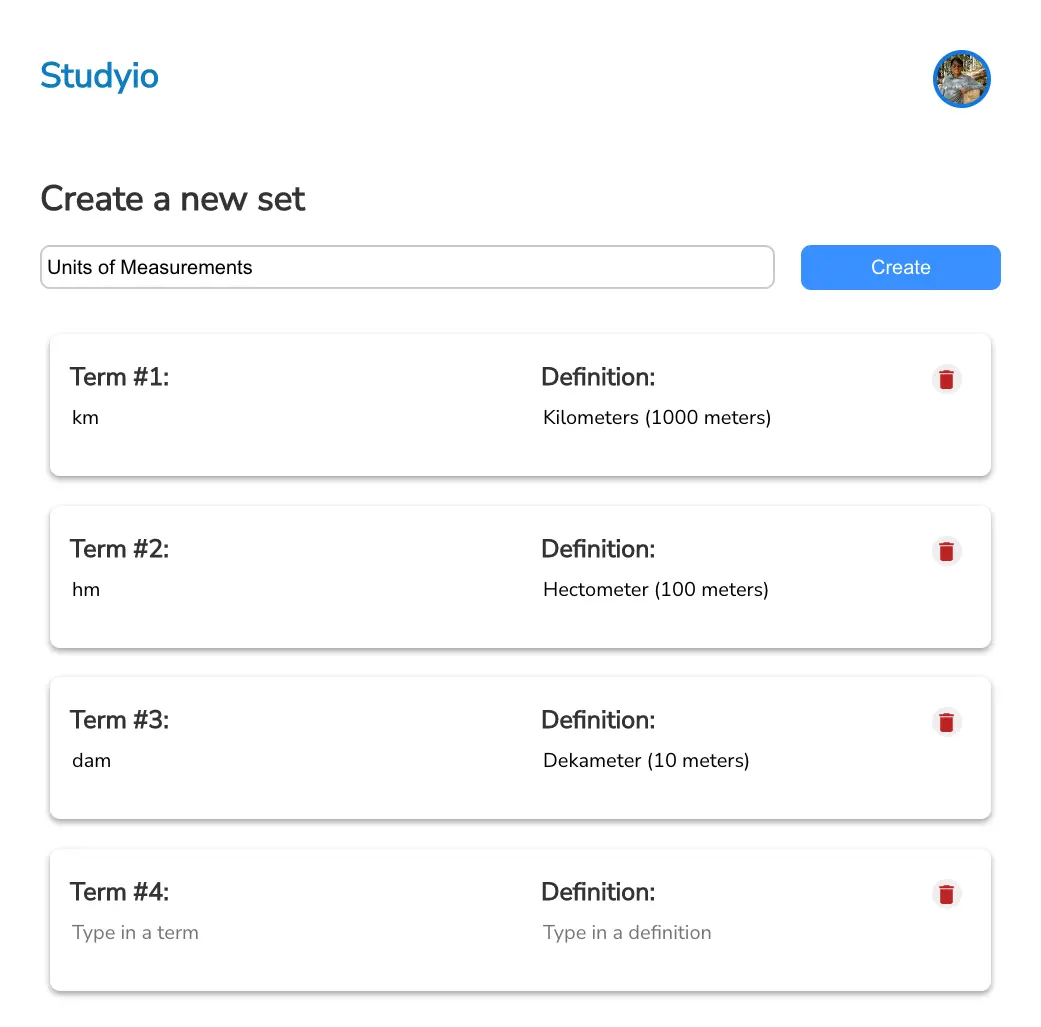 Studyio
Create a new set
Units of Measurements
Create
Term #1:
Definition:
km
Kilometers (1000 meters)
Term #2:
Definition:
hm
Hectometer (100 meters)
Term #3:
Definition:
dam
Dekameter (10 meters)
Term #4:
Definition:
Type in a term
Type in a definition